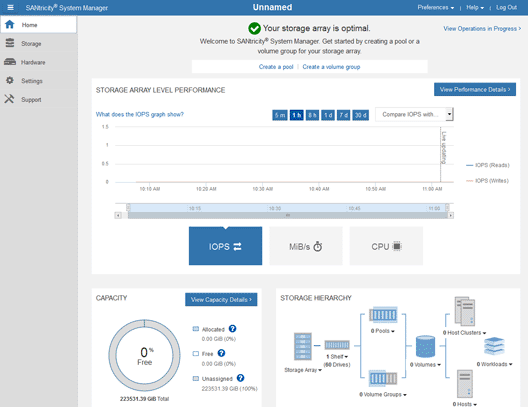 SANtricity® System Manager
Unnamed
Preferences
Help
Log Out
Home
Storage
Hardware
Settings
Support
Your storage array is optimal.
View Operations in Progress >
Welcome to SANtricity® System Manager. Get started by creating a pool or a
volume group for your storage array.
Create a pool | Create a volume group
STORAGE ARRAY LEVEL PERFORMANCE
View Performance Details >
What does the IOPS graph show?
5 m
1 h
8 h
1 d
7 d
30 d
Compare IOPS with...
1.5
1
0.5
0
Live updating
IOPS (Reads)
IOPS (Writes)
10:10 AM
10:20 AM
10:30 AM
10:40 AM
10:50 AM
11:00 AM
10:15
10:30
10:45
11:00
IOPS
MiB/s
CPU
CAPACITY
View Capacity Details >
0 %
Free
223531.39 GiB Total
Allocated ?
0.00 GiB (0%)
Free ?
0.00 GiB (0%)
Unassigned ?
223531.39 GiB (100%)
STORAGE HIERARCHY
Storage Array
1 Shelf
(60 Drives)
0 Pools
0 Volume Groups
0 Volumes
0 Host Clusters
0 Hosts
0 Workloads